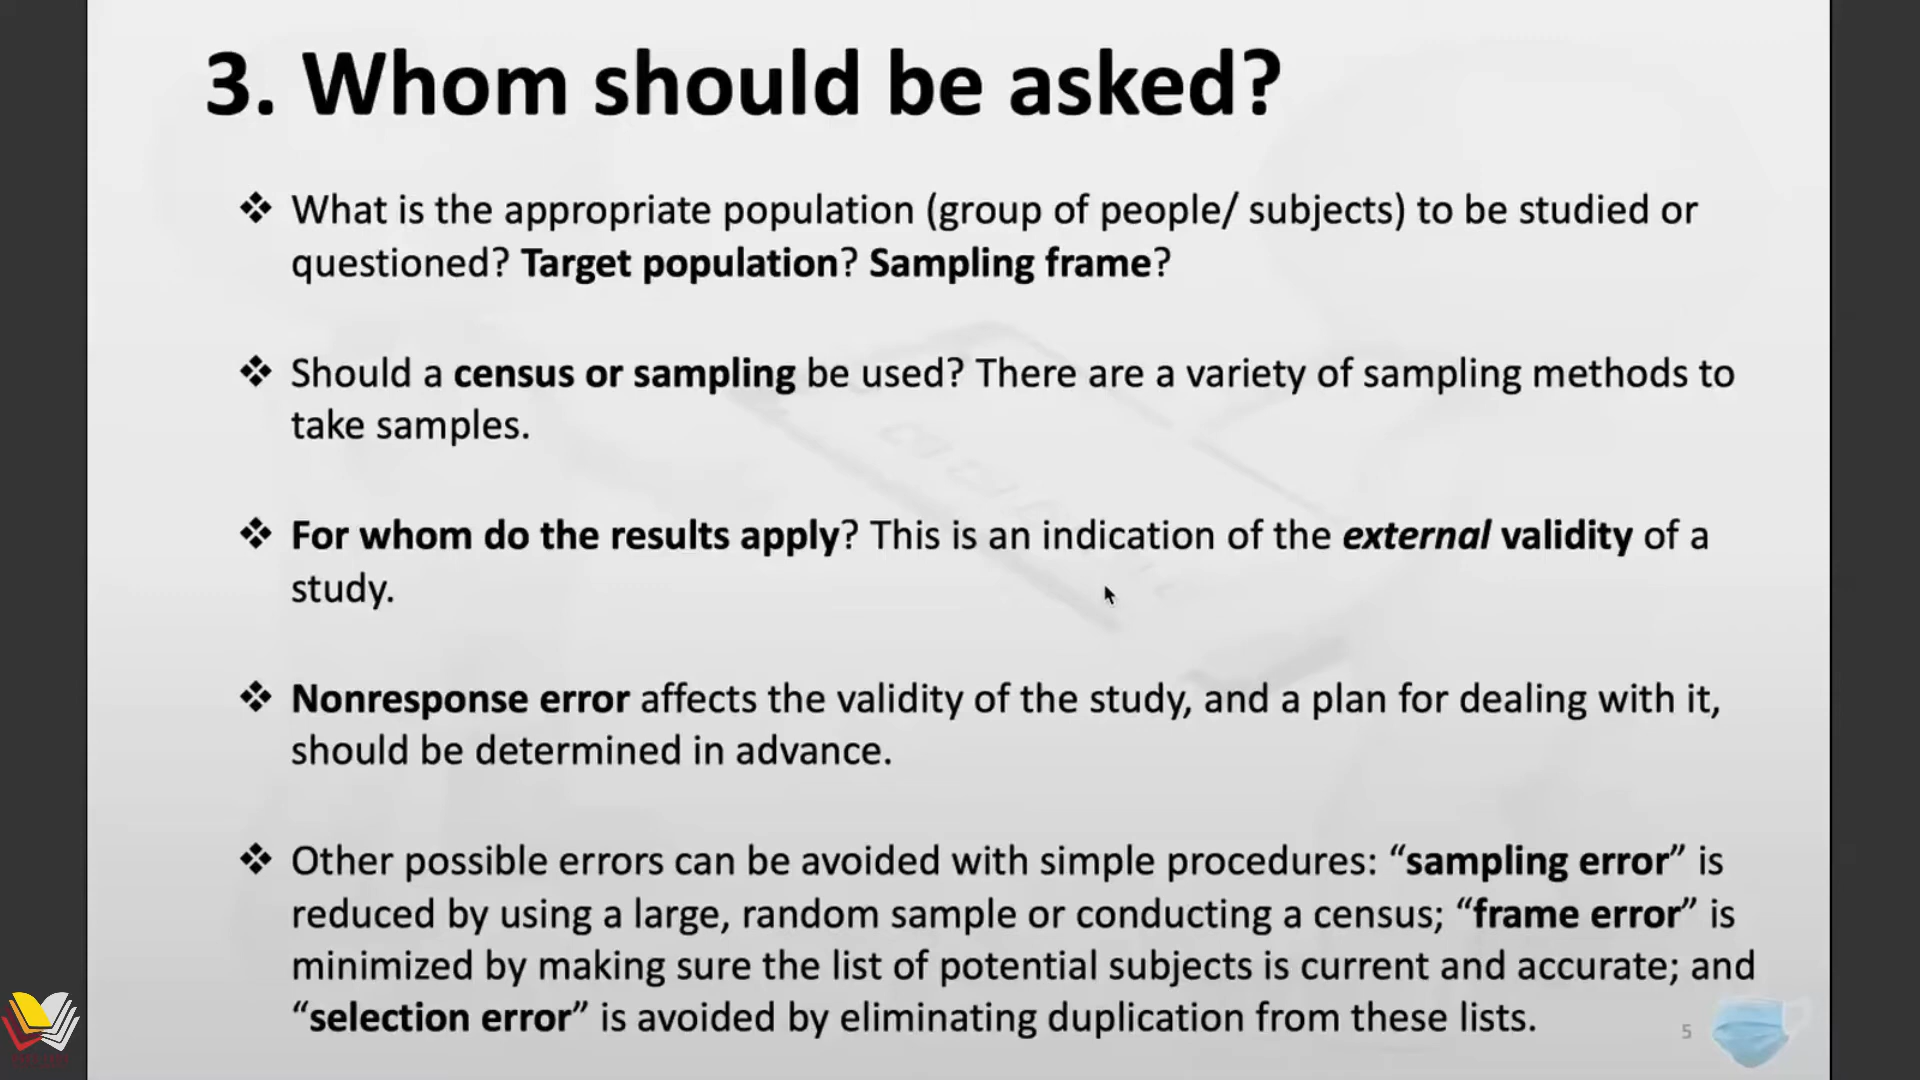 3. Whom should be asked?
❖ What is the appropriate population (group of people/ subjects) to be studied or
questioned? Target population? Sampling frame?
❖ Should a census or sampling be used? There are a variety of sampling methods to
take samples.
❖ For whom do the results apply? This is an indication of the external validity of a
study.
❖ Nonresponse error affects the validity of the study, and a plan for dealing with it,
should be determined in advance.
❖ Other possible errors can be avoided with simple procedures: “sampling error” is
reduced by using a large, random sample or conducting a census; “frame error” is
minimized by making sure the list of potential subjects is current and accurate; and
“selection error” is avoided by eliminating duplication from these lists.
5